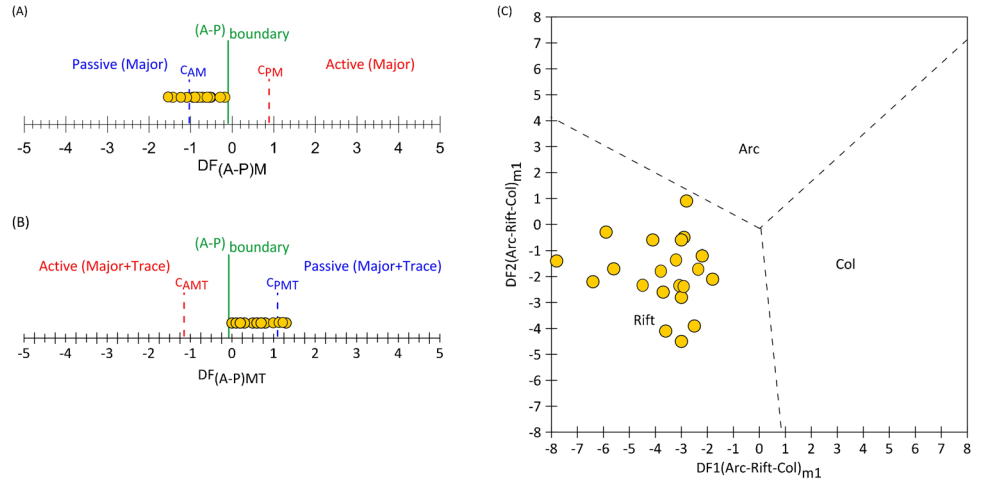 (A)
(A-P) boundary
Passive (Major)
CAM
CPM
Active (Major)
-5 -4 -3 -2 -1 0 1 2 3 4 5
DF(A-P)M
(B)
(A-P) boundary
Active (Major+Trace)
Passive (Major+Trace)
CAMT
CPMT
-5 -4 -3 -2 -1 0 1 2 3 4 5
DF(A-P)MT
(C)
8
7
6
5
4
3
2
1
0
-1
-2
-3
-4
-5
-6
-7
-8
DF2(Arc-Rift-Col)m1
Arc
Col
Rift
-8 -7 -6 -5 -4 -3 -2 -1 0 1 2 3 4 5 6 7 8
DF1(Arc-Rift-Col)m1